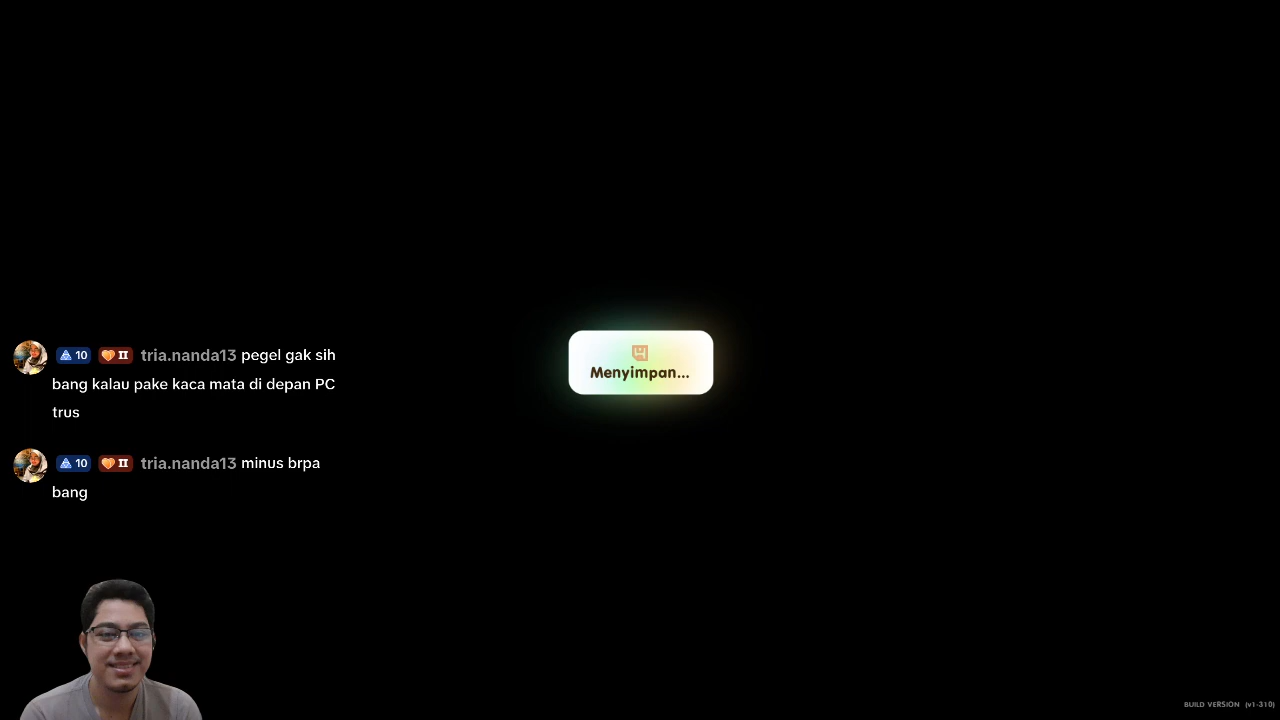 10 II tria.nanda13 pegel gak sih
bang kalau pake kaca mata di depan PC
trus
Menyimpan...
10 II tria.nanda13 minus brpa
bang
BUILD VERSION (v1-310)